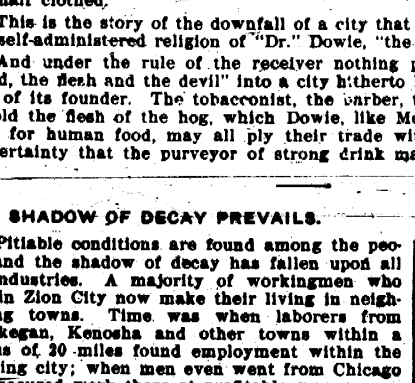 This is the story of the downfall of a city that
self-administered religion of "Dr." Dowie, "the
And under the rule of the receiver nothing
d, the flesh and the devil" into a city hitherto
of its founder. The tobacconist, the barber,
old the flesh of the hog, which Dowie, like
for human food, may all ply their trade
ertainty that the purveyor of strong drink
SHADOW OF DECAY PREVAILS.
Pitiable conditions are found among the peo-
and the shadow of decay has fallen upon all
ndustries. A majority of workingmen who
in Zion City now make their living in neigh-
ng towns. Time was when laborers from
kegan, Kenosha and other towns within a
us of 20 miles found employment within the
ing city; when men even went from Chicago